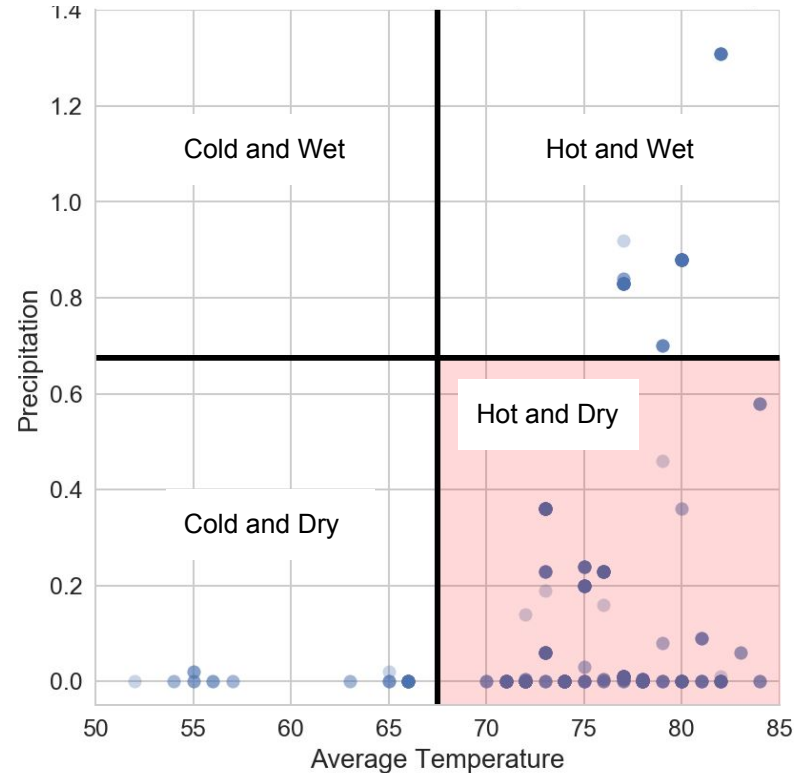 1.4
1.2
Cold and Wet
Hot and Wet
1.0
0.8
Precipitation
0.6
Hot and Dry
0.4
Cold and Dry
0.2
0.0
50 55 60 65 70 75 80 85
Average Temperature